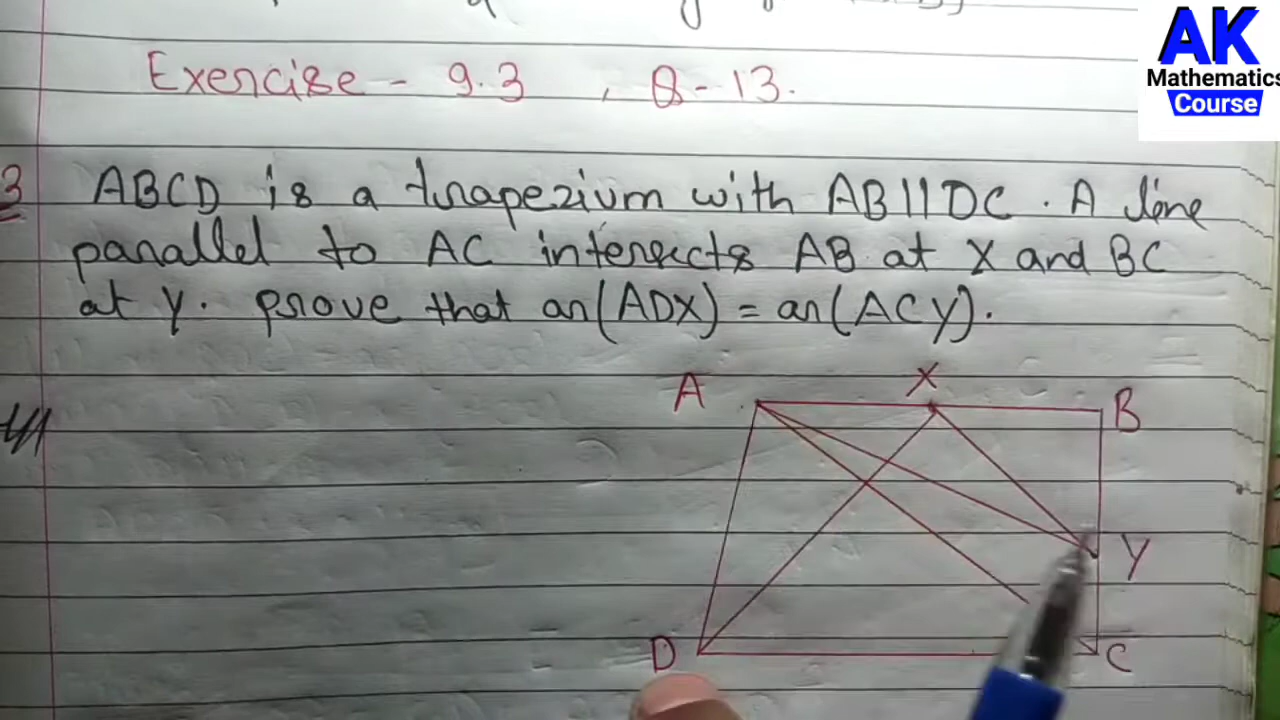 AK
Mathematics
Course
Exercise - 9.3 , Q-13.
3 ABCD is a trapezium with AB||DC. A line
parallel to AC intersects AB at X and BC
at Y. prove that ar(ADX) = ar(ACY).
A X B
Y
D C